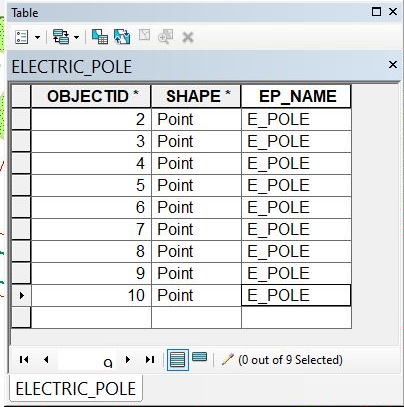 Table
ELECTRIC_POLE
OBJECTID * SHAPE * EP_NAME
2 Point E_POLE
3 Point E_POLE
4 Point E_POLE
5 Point E_POLE
6 Point E_POLE
7 Point E_POLE
8 Point E_POLE
9 Point E_POLE
10 Point E_POLE
9 (0 out of 9 Selected)
ELECTRIC_POLE